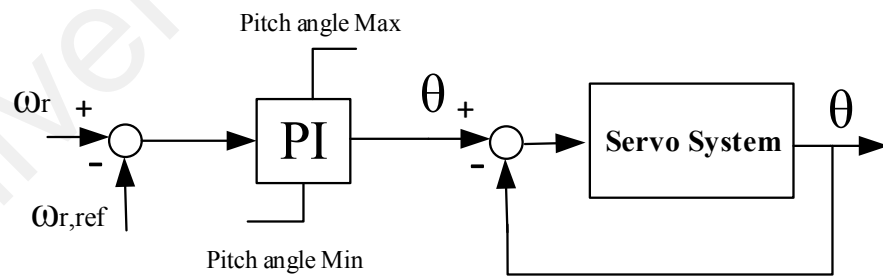 Pitch angle Max
ωr
+
-
ωr,ref
PI
Pitch angle Min
θ
+
-
Servo System
θ